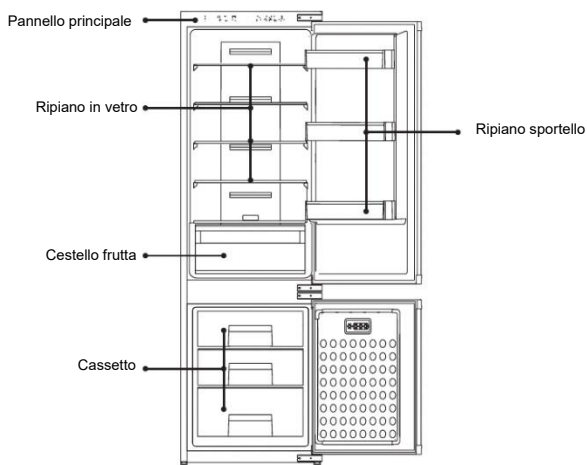 Pannello principale
Ripiano in vetro
Ripiano sportello
Cestello frutta
Cassetto